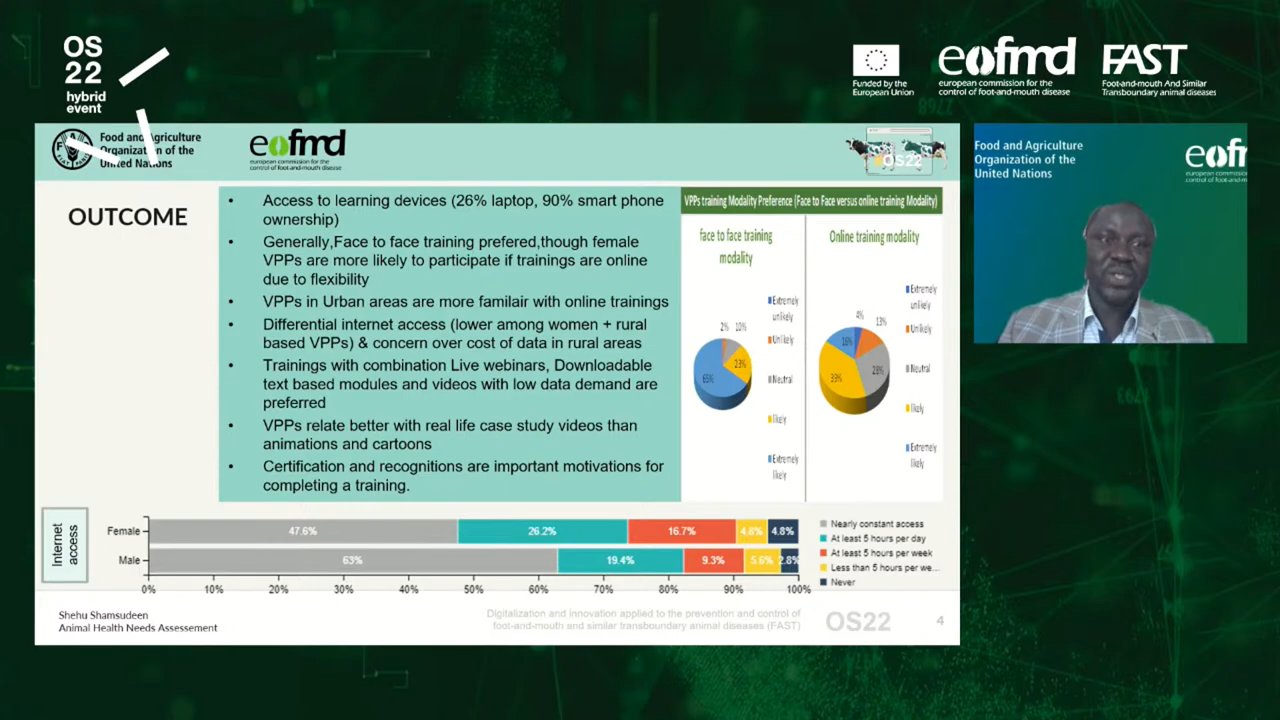 OS
22
hybrid
event
Funded by the
European Union
eofmd
european commission for the
control of foot-and-mouth disease
FAST
Foot-and-mouth And Similar
Transboundary animal diseases
Food and Agriculture
Organization of the
United Nations
eofmd
european commission for the
control of foot-and-mouth disease
OS22
OUTCOME
• Access to learning devices (26% laptop, 90% smart phone
ownership)
• Generally,Face to face training prefered,though female
VPPs are more likely to participate if trainings are online
due to flexibility
• VPPs in Urban areas are more familair with online trainings
• Differential internet access (lower among women + rural
based VPPs) & concern over cost of data in rural areas
• Trainings with combination Live webinars, Downloadable
text based modules and videos with low data demand are
preferred
• VPPs relate better with real life case study videos than
animations and cartoons
• Certification and recognitions are important motivations for
completing a training.
VPPs training Modality Preference (Face to Face versus online training Modality)
face to face training
modality
2% 10%
23%
65%
Extremely
unlikely
Unlikely
Neutral
likely
Extremely
likely
Online training modality
4%
13%
16%
28%
39%
Extremely
unlikely
Unlikely
Neutral
likely
Extremely
likely
Internet
access
Female 47.6% 26.2% 16.7% 4.8% 4.8%
Male 63% 19.4% 9.3% 5.6% 2.8%
0% 10% 20% 30% 40% 50% 60% 70% 80% 90% 100%
Nearly constant access
At least 5 hours per day
At least 5 hours per week
Less than 5 hours per we...
Never
Shehu Shamsudeen
Animal Health Needs Assessement
Digitalization and innovation applied to the prevention and control of
foot-and-mouth and similar transboundary animal diseases (FAST)
OS22
4
Food and Agriculture
Organization of the
United Nations
eofm
european commission
control of foot-and-m